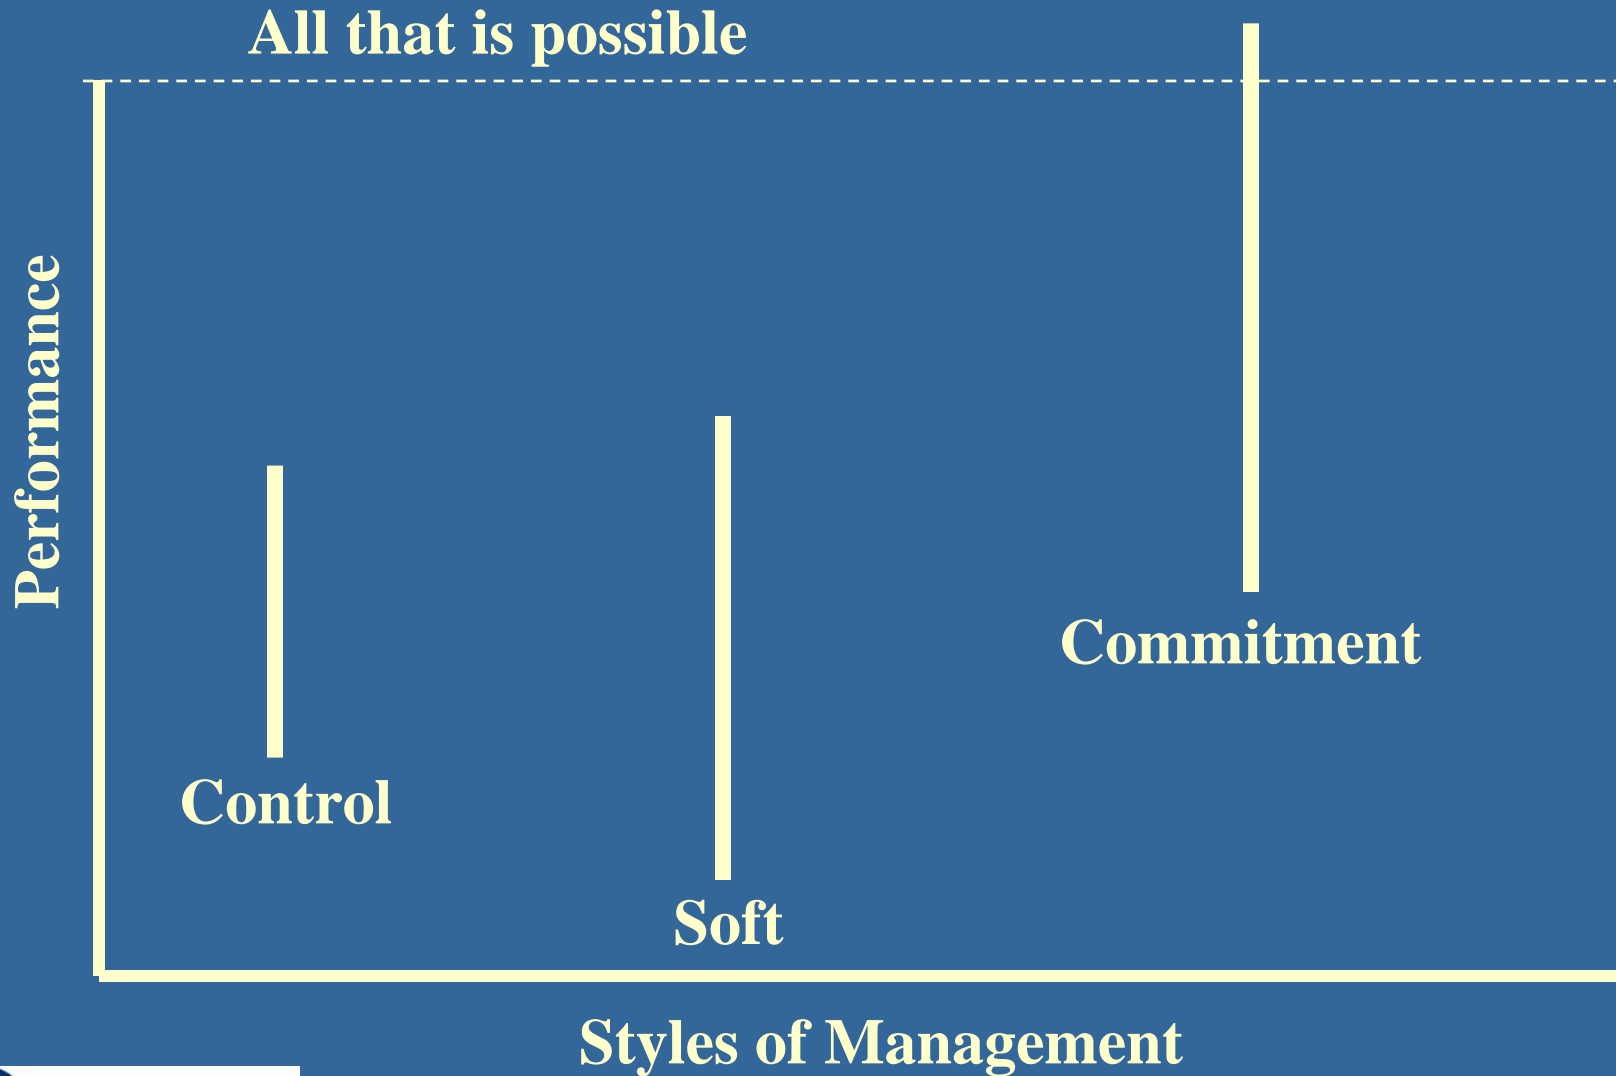 All that is possible
Performance
Commitment
Control
Soft
Styles of Management